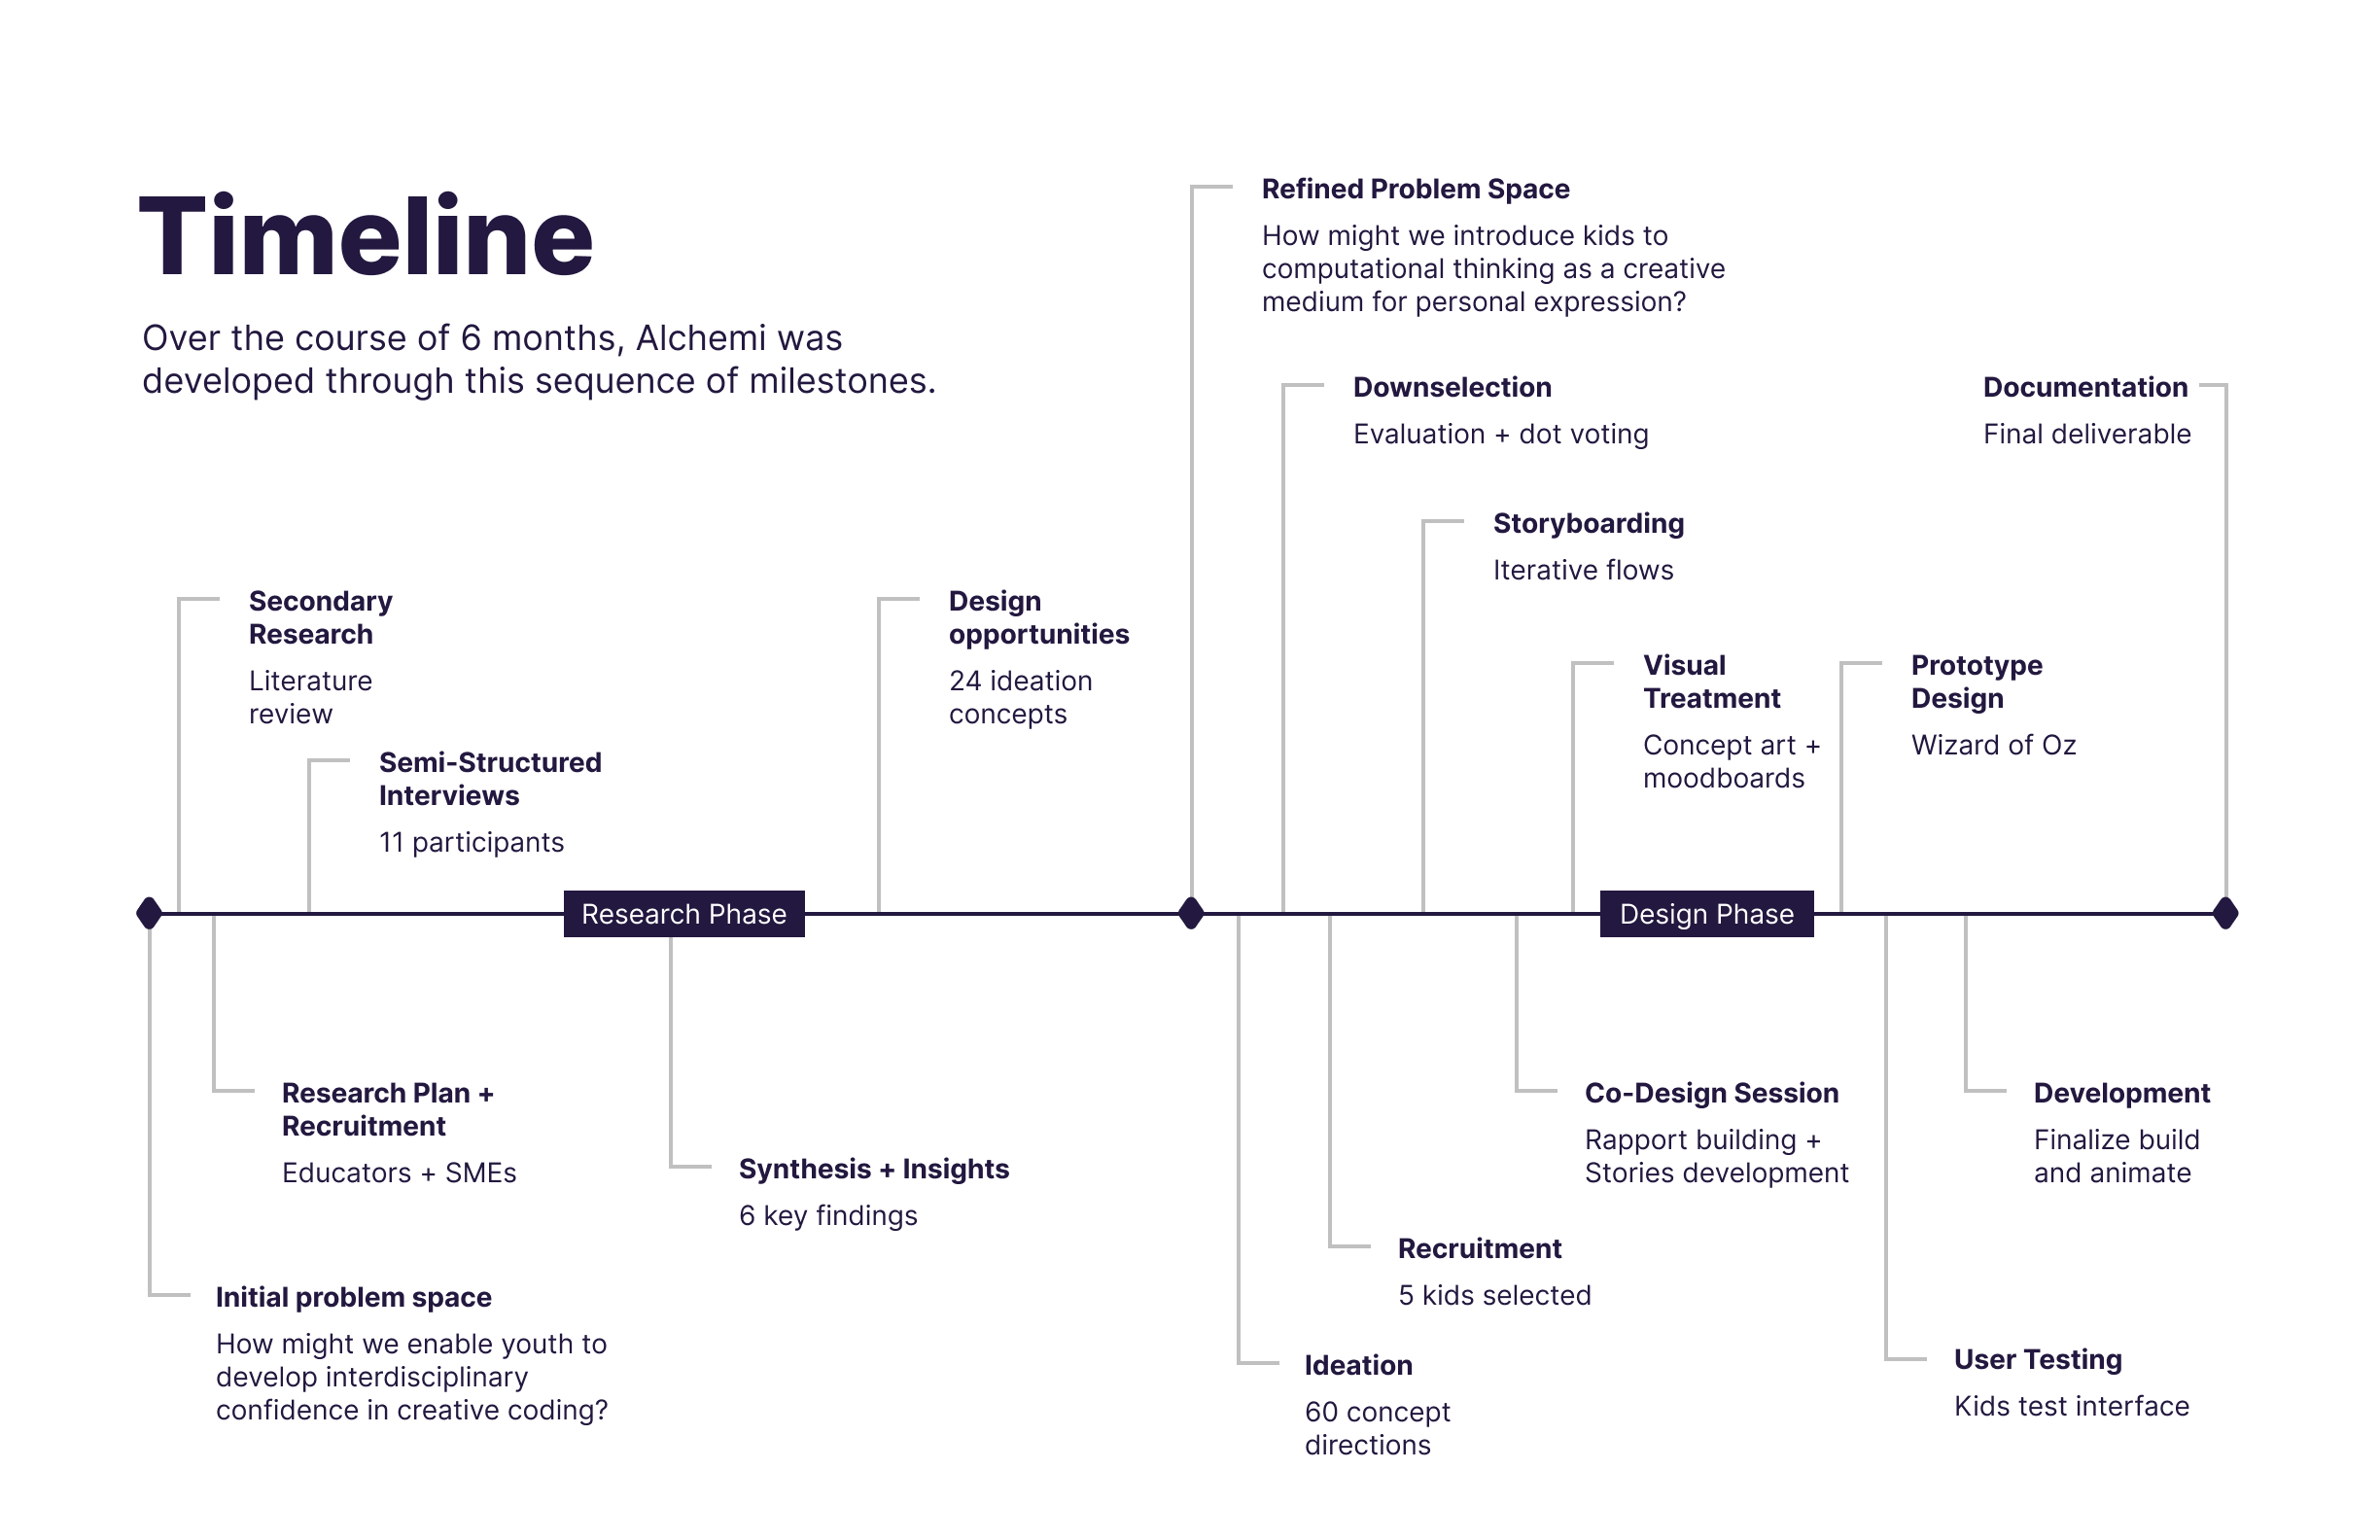 Timeline
Over the course of 6 months, Alchemi was
developed through this sequence of milestones.
Refined Problem Space
How might we introduce kids to
computational thinking as a creative
medium for personal expression?
Downselection
Evaluation + dot voting
Documentation
Final deliverable
Storyboarding
Iterative flows
Secondary
Research
Literature
review
Semi-Structured
Interviews
11 participants
Design
opportunities
24 ideation
concepts
Visual
Treatment
Concept art +
moodboards
Prototype
Design
Wizard of Oz
Research Phase
Design Phase
Research Plan +
Recruitment
Educators + SMEs
Synthesis + Insights
6 key findings
Initial problem space
How might we enable youth to
develop interdisciplinary
confidence in creative coding?
Co-Design Session
Rapport building +
Stories development
Development
Finalize build
and animate
Recruitment
5 kids selected
Ideation
60 concept
directions
User Testing
Kids test interface